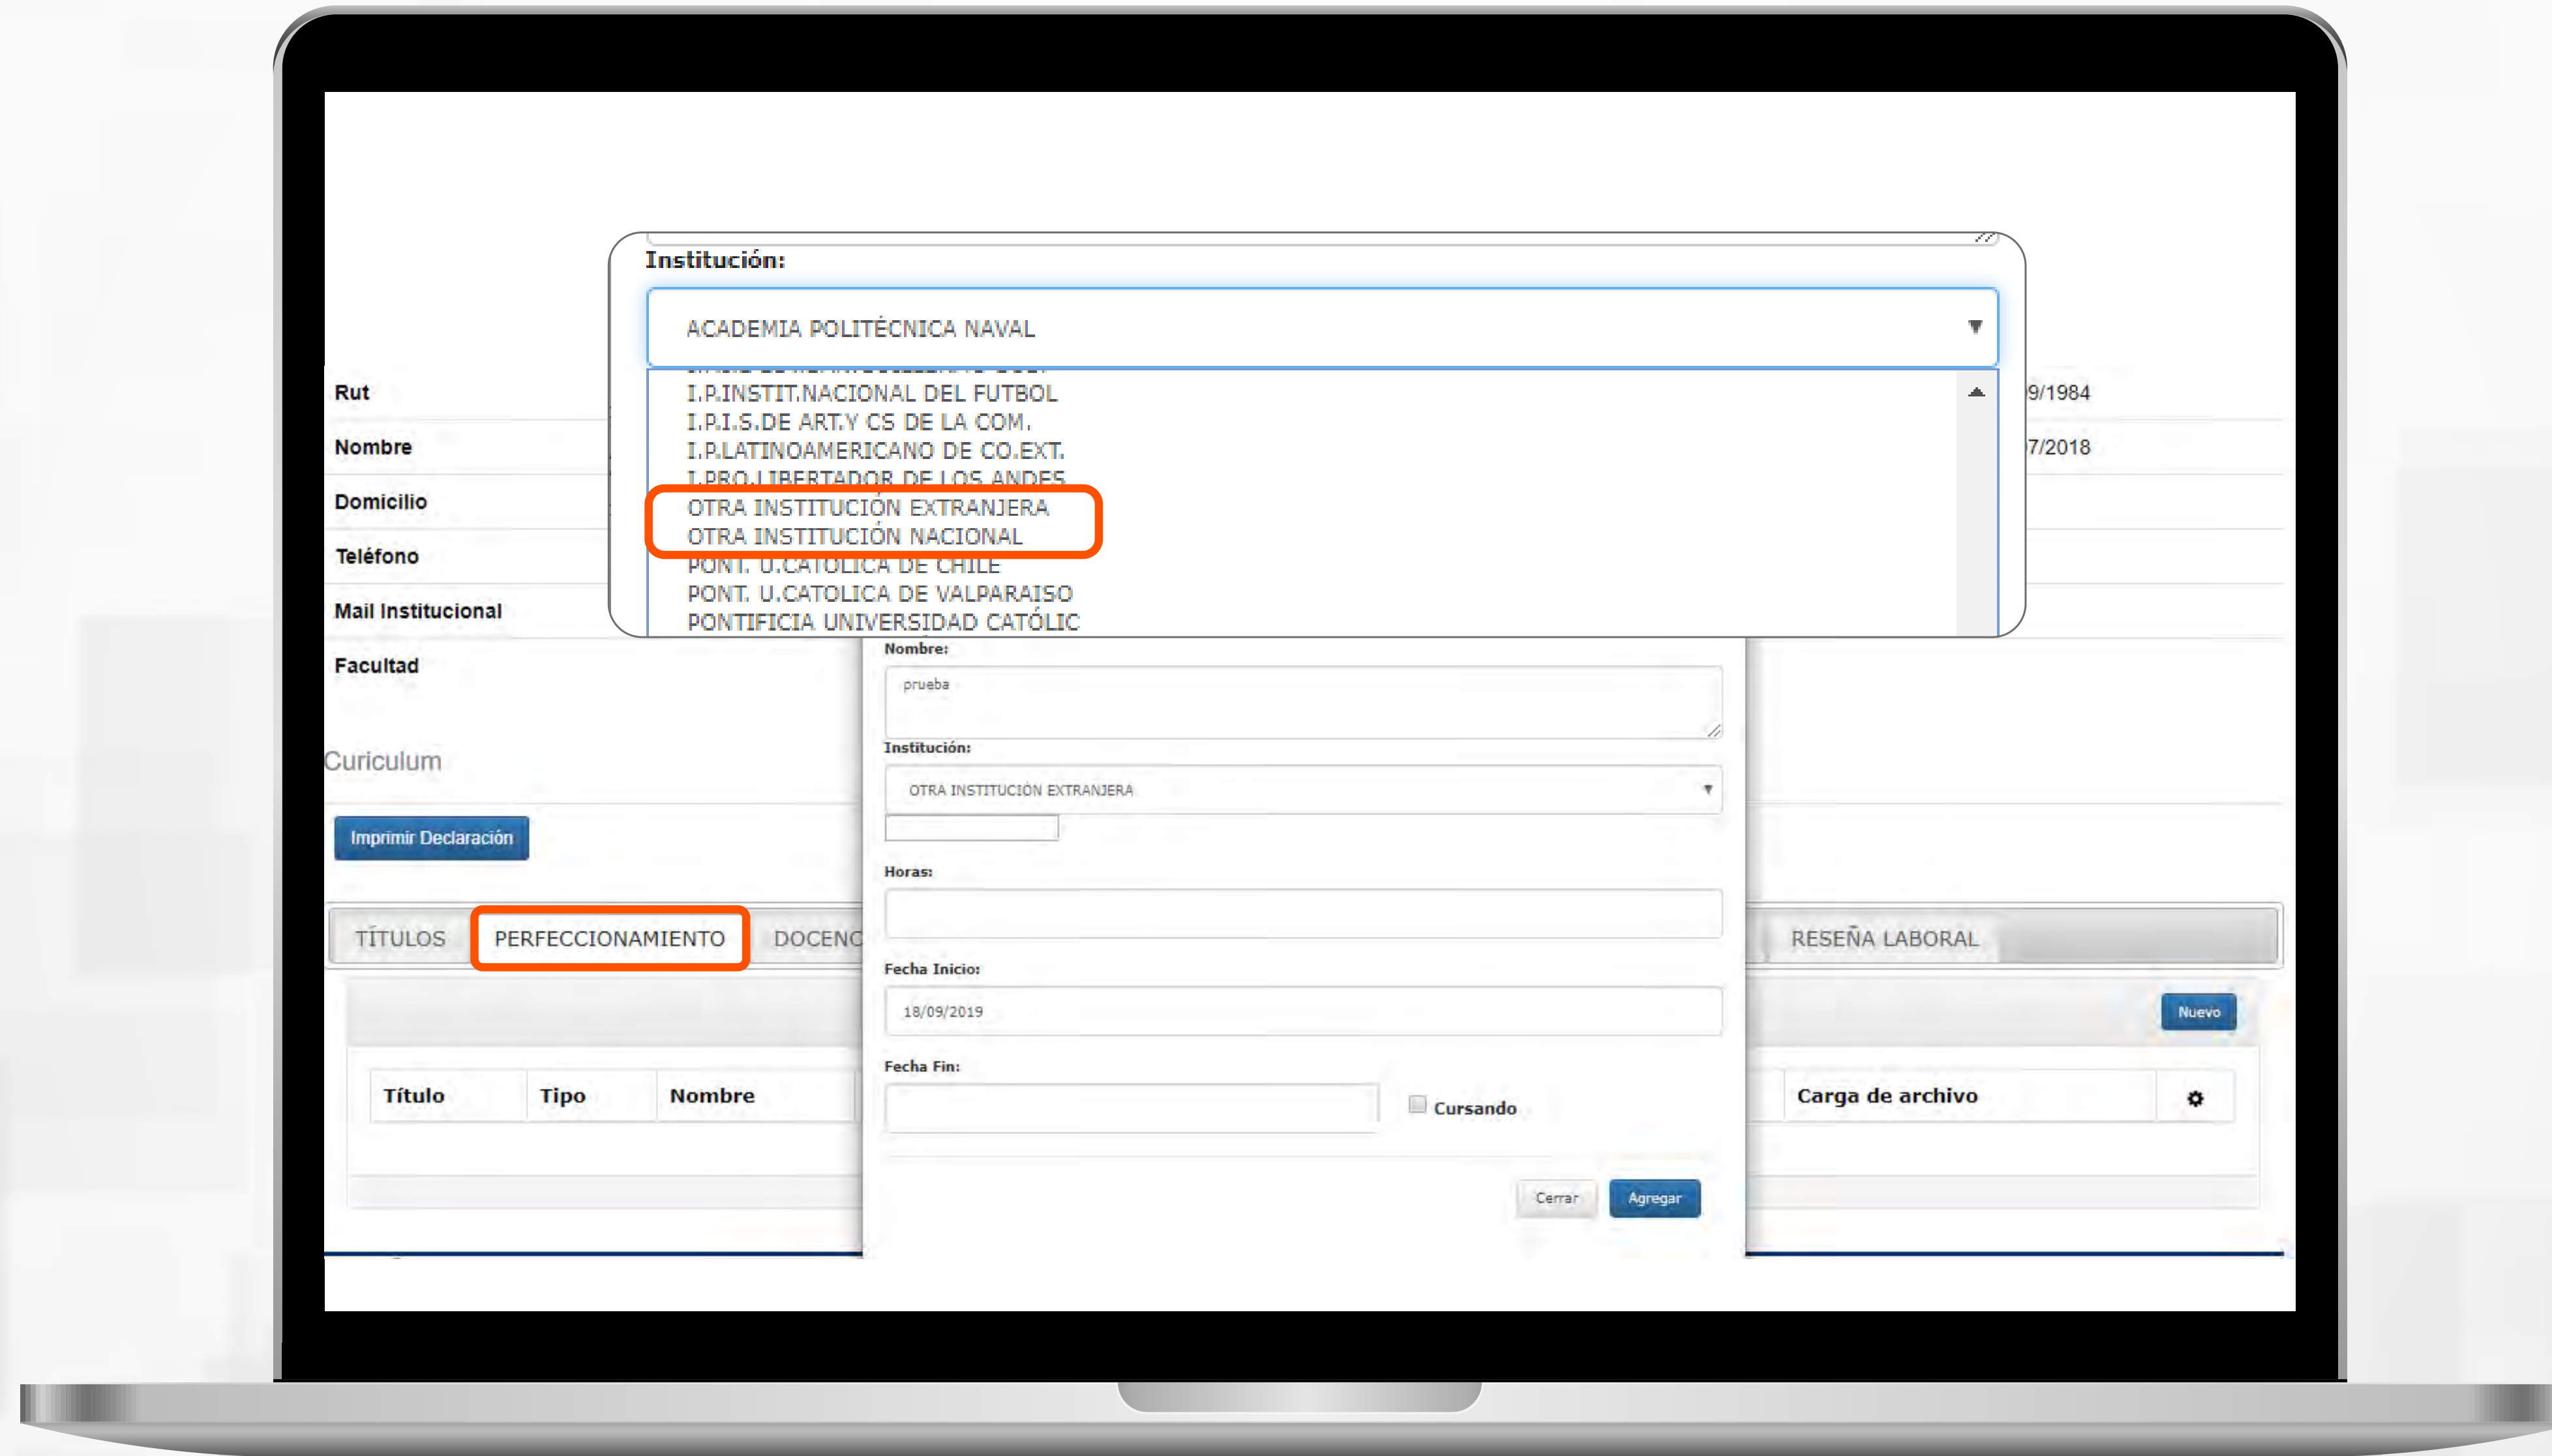 Institución:
ACADEMIA POLITÉCNICA NAVAL
I.P.INSTIT.NACIONAL DEL FUTBOL
I.P.I.S.DE ART.Y CS DE LA COM.
I.P.LATINOAMERICANO DE CO.EXT.
I.PRO.LIBERTADOR DE LOS ANDES
OTRA INSTITUCIÓN EXTRANJERA
OTRA INSTITUCIÓN NACIONAL
PONT. U.CATOLICA DE CHILE
PONT. U.CATOLICA DE VALPARAISO
PONTIFICIA UNIVERSIDAD CATÓLIC
Rut
9/1984
Nombre
7/2018
Domicilio
Teléfono
Mail Institucional
Facultad
Nombre:
prueba
Institución:
OTRA INSTITUCIÓN EXTRANJERA
Horas:
Fecha Inicio:
18/09/2019
Fecha Fin:
Cursando
Cerrar Agregar
Curiculum
Imprimir Declaración
TÍTULOS PERFECCIONAMIENTO DOCENC RESEÑA LABORAL
Nuevo
Título Tipo Nombre Carga de archivo